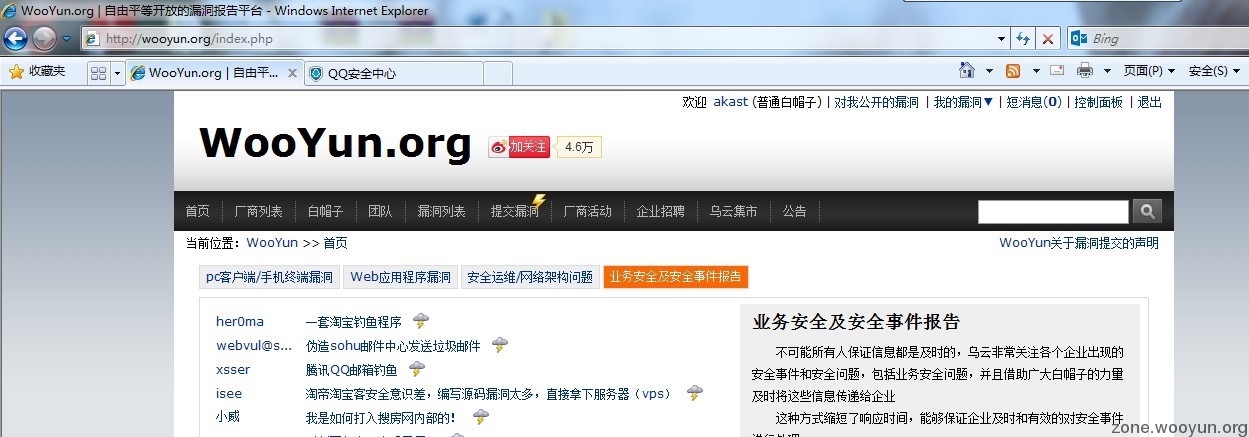 WooYun.org | 自由平等开放的漏洞报告平台 - Windows Internet Explorer
http://wooyun.org/index.php
Bing
收藏夹
WooYun.org | 自由平...
QQ安全中心
页面(P)
安全(S)
欢迎 akast (普通白帽子) | 对我公开的漏洞 | 我的漏洞▼ | 短消息(0) | 控制面板 | 退出
WooYun.org
加关注
4.6万
首页 厂商列表 白帽子 团队 漏洞列表 提交漏洞 厂商活动 企业招聘 乌云集市 公告
当前位置：WooYun >> 首页
WooYun关于漏洞提交的声明
pc客户端/手机终端漏洞 Web应用程序漏洞 安全运维/网络架构问题 业务安全及安全事件报告
her0ma 一套淘宝钓鱼程序
webvul@s... 伪造sohu邮件中心发送垃圾邮件
xsser 腾讯QQ邮箱钓鱼
isee 淘帝淘宝客安全意识差，编写源码漏洞太多，直接拿下服务器（vps）
小威 我是如何打入搜房网内部的！
业务安全及安全事件报告
不可能所有人保证信息都是及时的，乌云非常关注各个企业出现的
安全事件和安全问题，包括业务安全问题，并且借助广大白帽子的力量
及时将这些信息传递给企业
这种方式缩短了响应时间，能够保证企业及时和有效的对安全事件
zone.wooyun.org